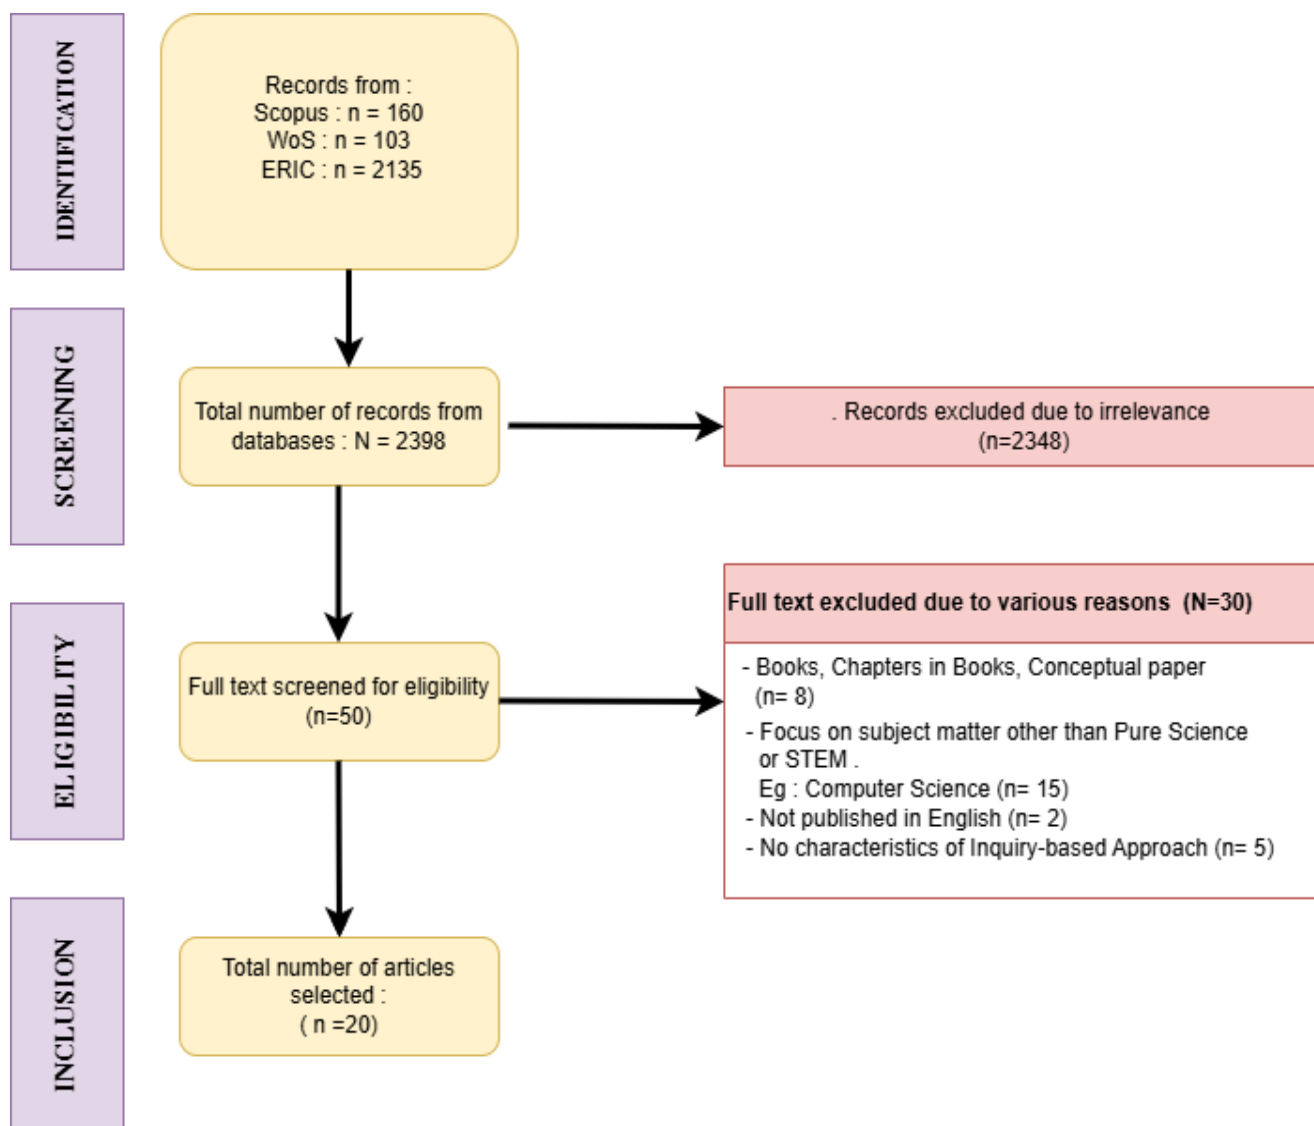 IDENTIFICATION
Records from :
Scopus : n = 160
WoS : n = 103
ERIC : n = 2135
SCREENING
Total number of records from
databases : N = 2398
. Records excluded due to irrelevance
(n=2348)
ELIGIBILITY
Full text screened for eligibility
(n=50)
Full text excluded due to various reasons (N=30)
- Books, Chapters in Books, Conceptual paper
(n= 8)
- Focus on subject matter other than Pure Science
or STEM .
Eg : Computer Science (n= 15)
- Not published in English (n= 2)
- No characteristics of Inquiry-based Approach (n= 5)
INCLUSION
Total number of articles
selected :
( n =20)